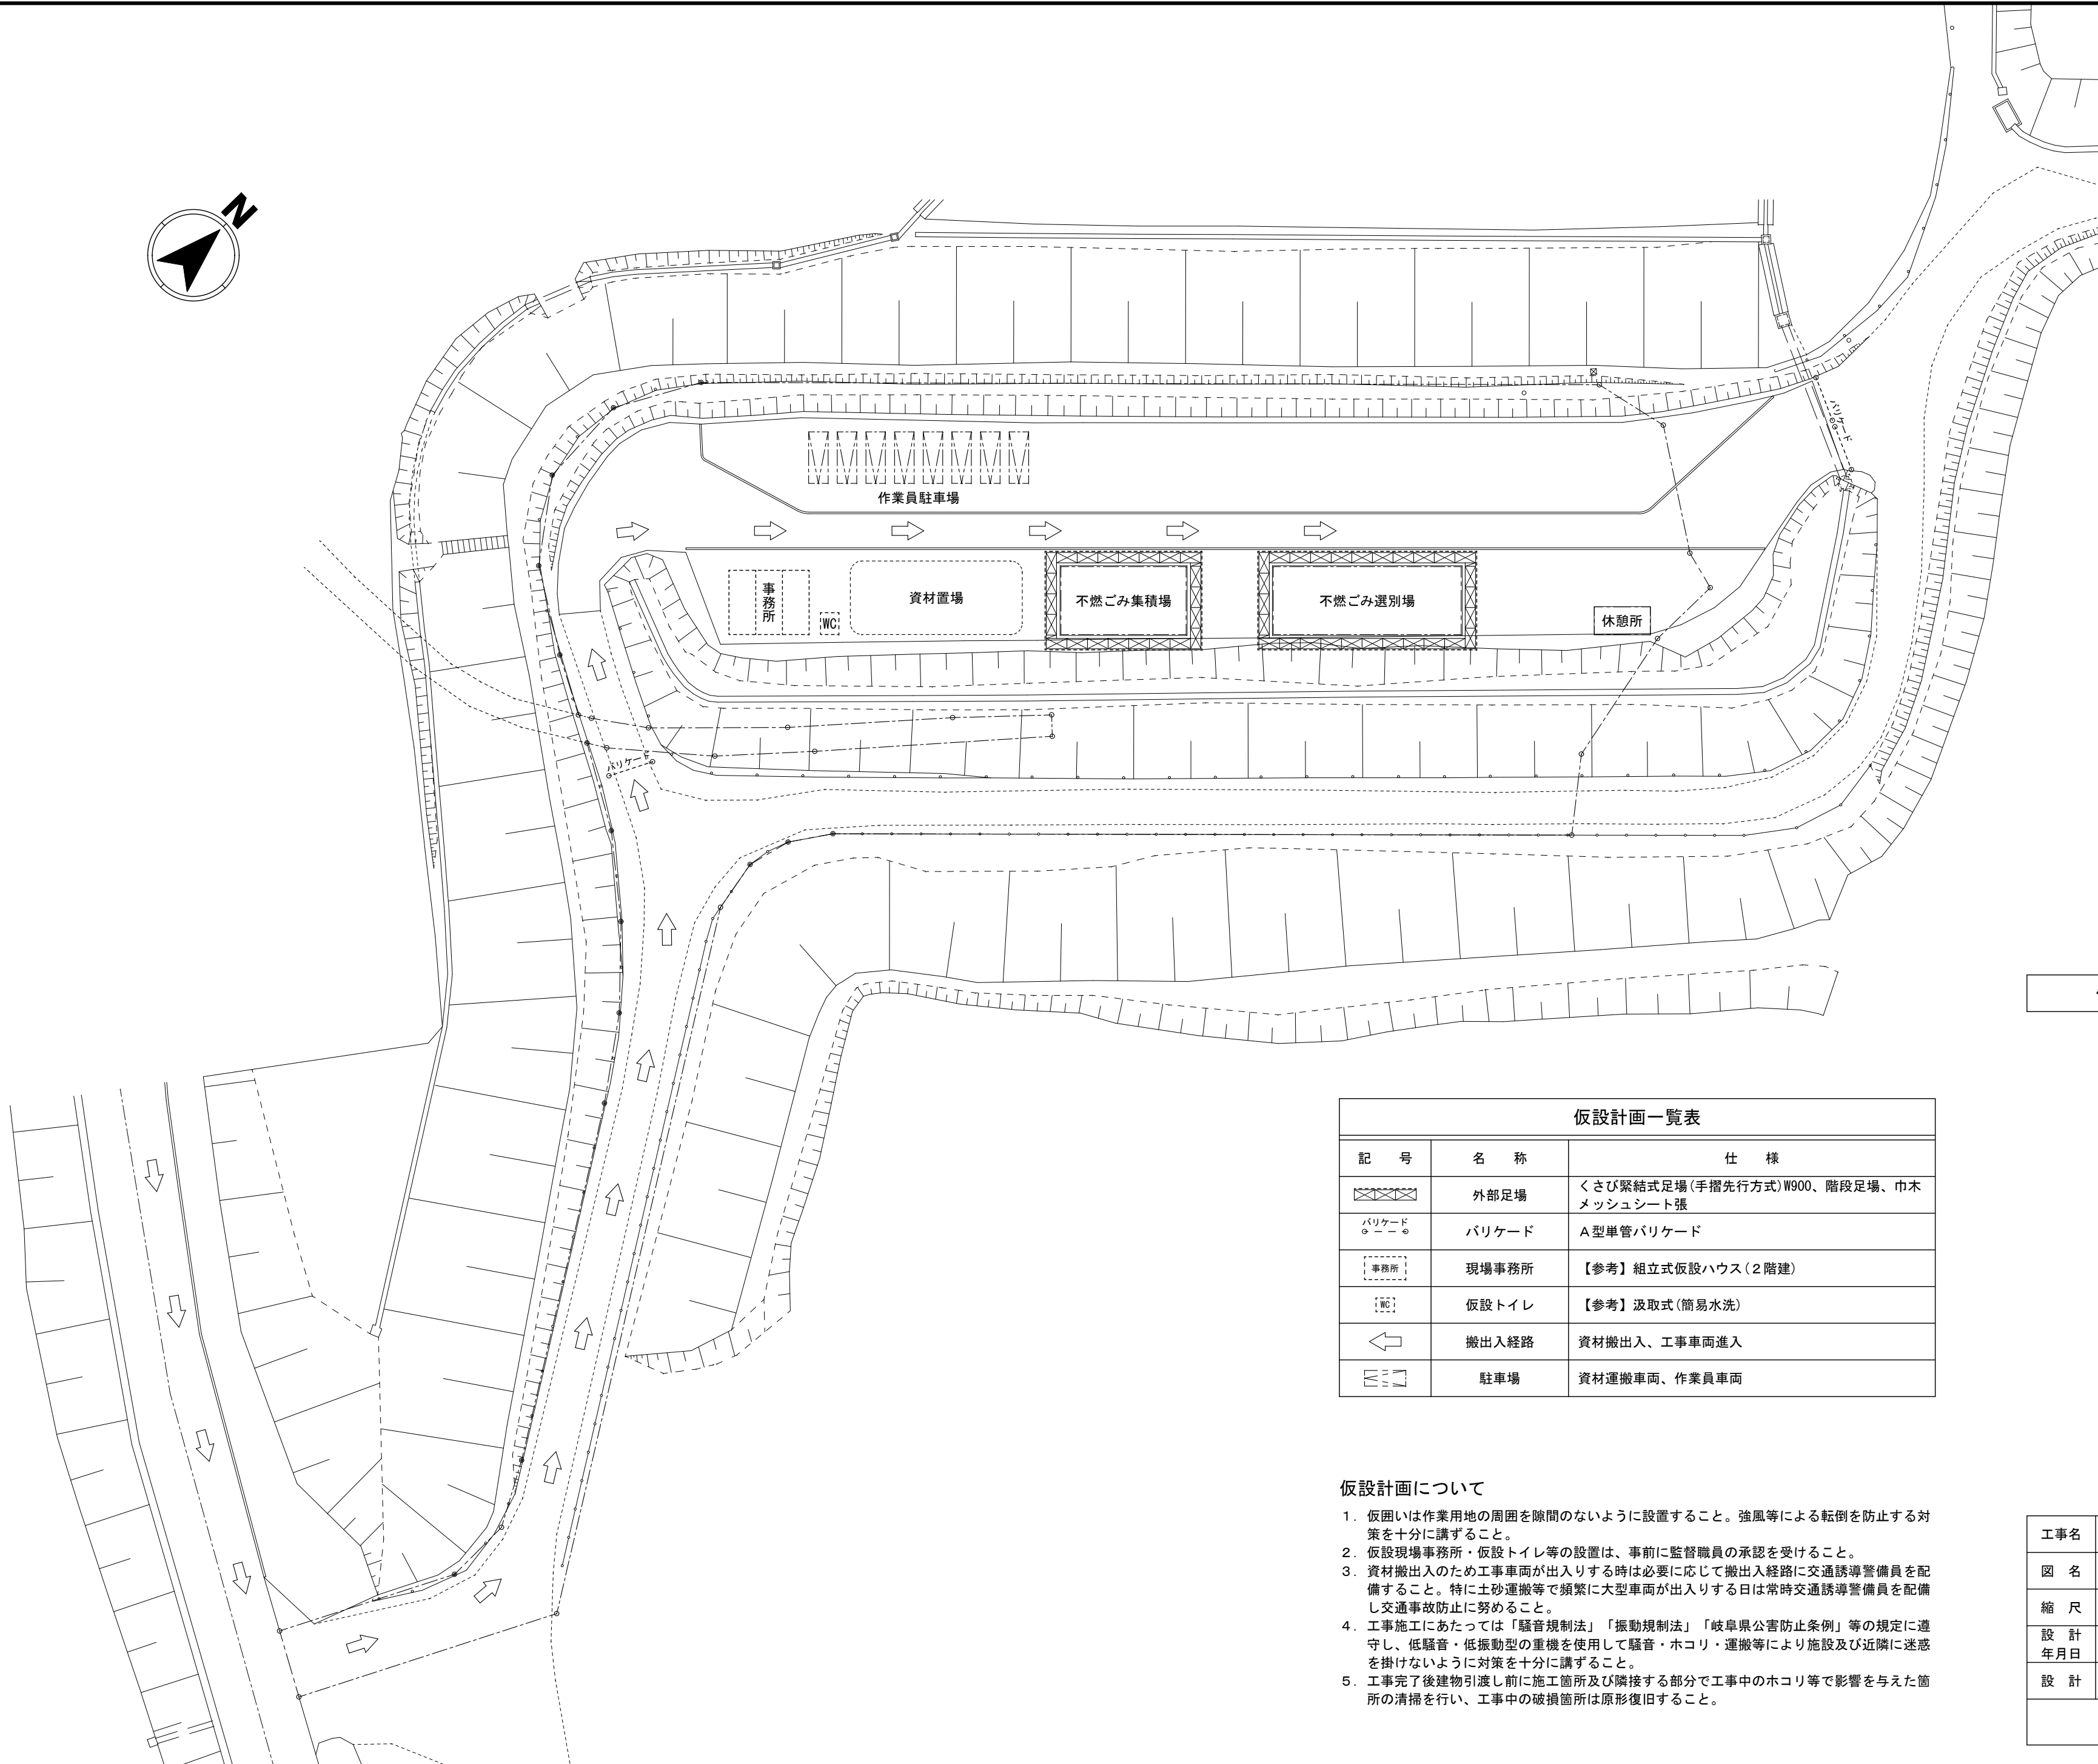 N
バリケード
作業員駐車場
事務所
WC
資材置場
不燃ごみ集積場
不燃ごみ選別場
休憩所
バリケード
仮設計画一覧表
記　号　名　称　仕　様
外部足場　くさび緊結式足場(手摺先行方式)W900、階段足場、巾木
メッシュシート張
バリケード　バリケード　A型単管バリケード
事務所　現場事務所　【参考】組立式仮設ハウス(２階建)
WC　仮設トイレ　【参考】汲取式(簡易水洗)
搬出入経路　資材搬出入、工事車両進入
駐車場　資材運搬車両、作業員車両
仮設計画について
1. 仮囲いは作業用地の周囲を隙間のないように設置すること。強風等による転倒を防止する対
策を十分に講ずること。
2. 仮設現場事務所・仮設トイレ等の設置は、事前に監督職員の承認を受けること。
3. 資材搬出入のため工事車両が出入りする時は必要に応じて搬出入経路に交通誘導警備員を配
備すること。特に土砂運搬等で頻繁に大型車両が出入りする日は常時交通誘導警備員を配備
し交通事故防止に努めること。
4. 工事施工にあたっては「騒音規制法」「振動規制法」「岐阜県公害防止条例」等の規定に遵
守し、低騒音・低振動型の重機を使用して騒音・ホコリ・運搬等により施設及び近隣に迷惑
を掛けないように対策を十分に講ずること。
5. 工事完了後建物引渡し前に施工箇所及び隣接する部分で工事中のホコリ等で影響を与えた箇
所の清掃を行い、工事中の破損箇所は原形復旧すること。
工事名
図　名
縮　尺
設　計
年月日
設　計